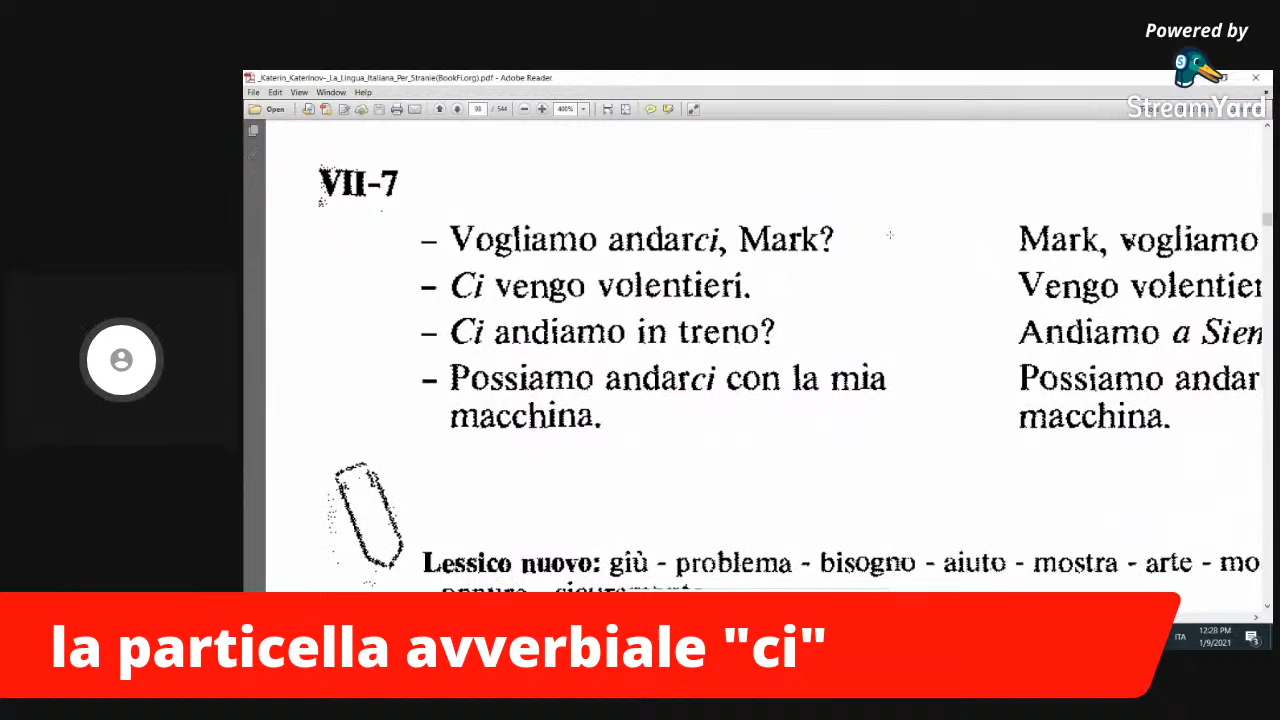 Powered by
StreamYard
_Katerin_Katerinov-_La_Lingua_Italiana_Per_Stranie(BookFi.org).pdf - Adobe Reader
File Edit View Window Help
Open 98 / 544 400%
VII-7
– Vogliamo andarci, Mark?
– Ci vengo volentieri.
– Ci andiamo in treno?
– Possiamo andarci con la mia
macchina.
Mark, vogliamo
Vengo volentier
Andiamo a Sien
Possiamo andar
macchina.
Lessico nuovo: giù - problema - bisogno - aiuto - mostra - arte - mo
la particella avverbiale "ci"
ITA
12:28 PM
1/9/2021